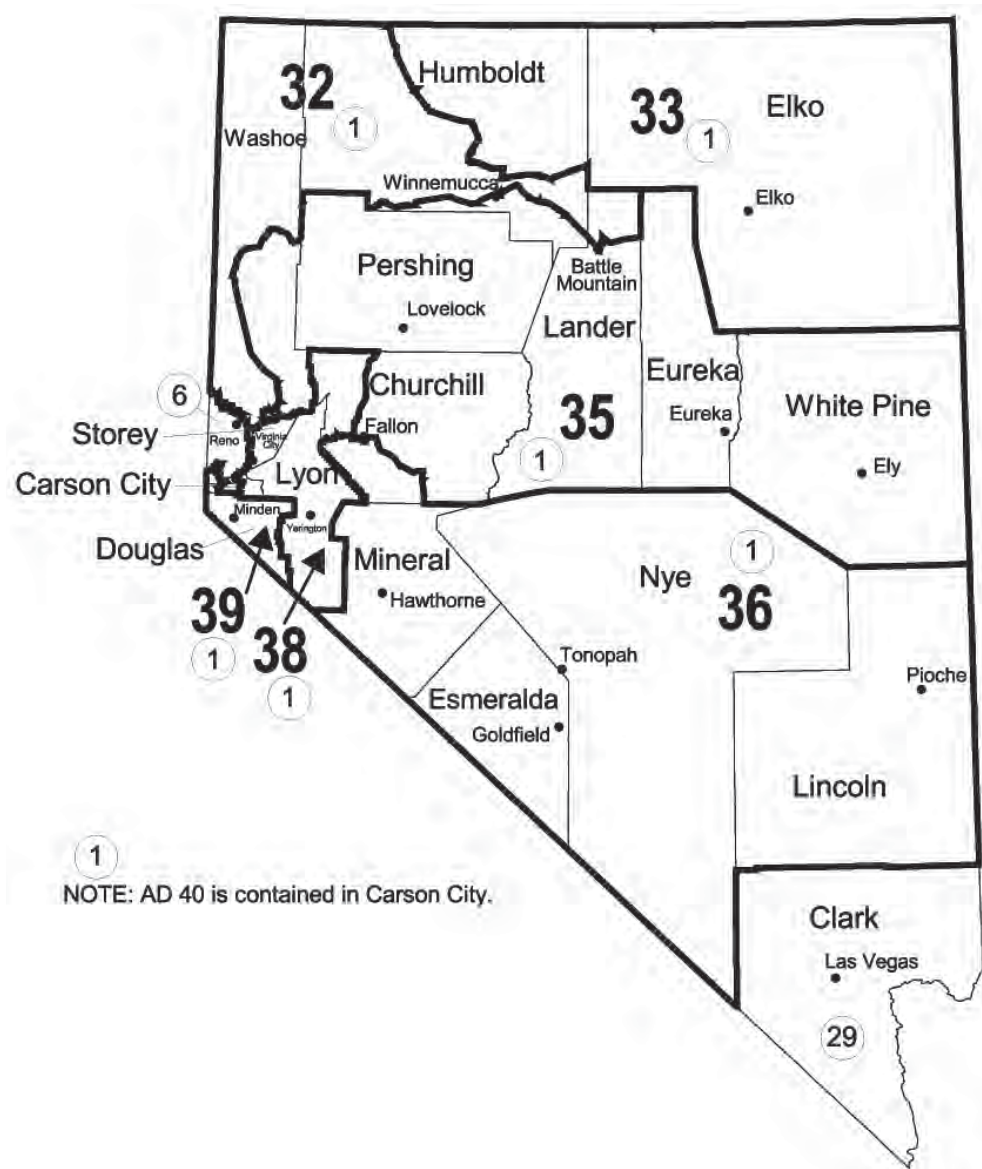 32
Humboldt
33
Elko
1
1
Washoe
Winnemucca
Elko
Pershing
Battle
Mountain
Lovelock
Lander
Eureka
Churchill
6
White Pine
35
Storey
Reno
Virginia
City
Fallon
Eureka
1
Ely
Carson City
Lyon
Minden
Yerington
Douglas
Mineral
1
Nye
36
39
Hawthorne
38
1
1
Tonopah
Pioche
Esmeralda
Goldfield
Lincoln
1
NOTE: AD 40 is contained in Carson City.
Clark
Las Vegas
29